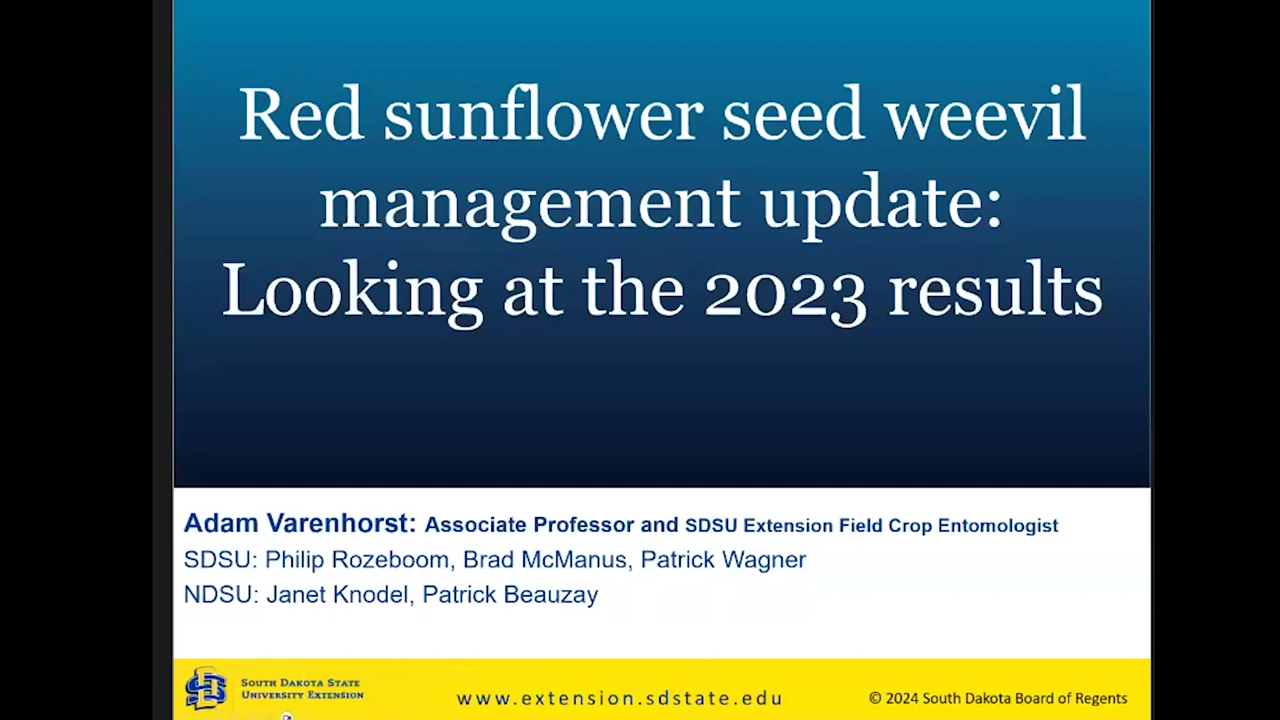 Red sunflower seed weevil
management update:
Looking at the 2023 results
Adam Varenhorst: Associate Professor and SDSU Extension Field Crop Entomologist
SDSU: Philip Rozeboom, Brad McManus, Patrick Wagner
NDSU: Janet Knodel, Patrick Beauzay
South Dakota State
University Extension
www.extension.sdstate.edu
© 2024 South Dakota Board of Regents